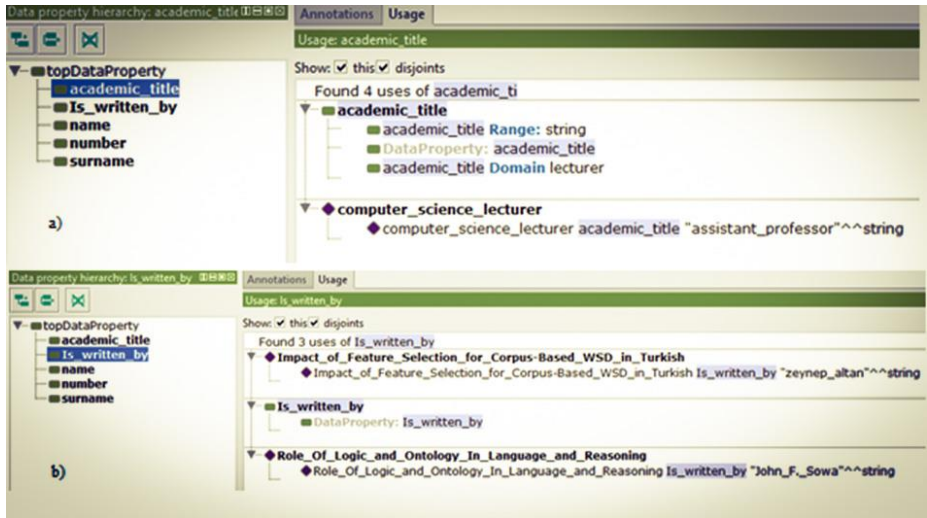 Data property hierarchy: academic_title
Annotations Usage
Usage: academic_title
Show: this disjoints
topDataProperty
academic_title
Is_written_by
name
number
surname
Found 4 uses of academic_ti
academic_title
academic_title Range: string
DataProperty: academic_title
academic_title Domain lecturer
computer_science_lecturer
computer_science_lecturer academic_title "assistant_professor"^^string
a)
Data property hierarchy: Is_written_by
Annotations Usage
Usage: Is_written_by
Show: this disjoints
topDataProperty
academic_title
Is_written_by
name
number
surname
Found 3 uses of Is_written_by
Impact_of_Feature_Selection_for_Corpus-Based_WSD_in_Turkish
Impact_of_Feature_Selection_for_Corpus-Based_WSD_in_Turkish Is_written_by "zeynep_altan"^^string
Is_written_by
DataProperty: Is_written_by
Role_Of_Logic_and_Ontology_In_Language_and_Reasoning
Role_Of_Logic_and_Ontology_In_Language_and_Reasoning Is_written_by "John_F._Sowa"^^string
b)